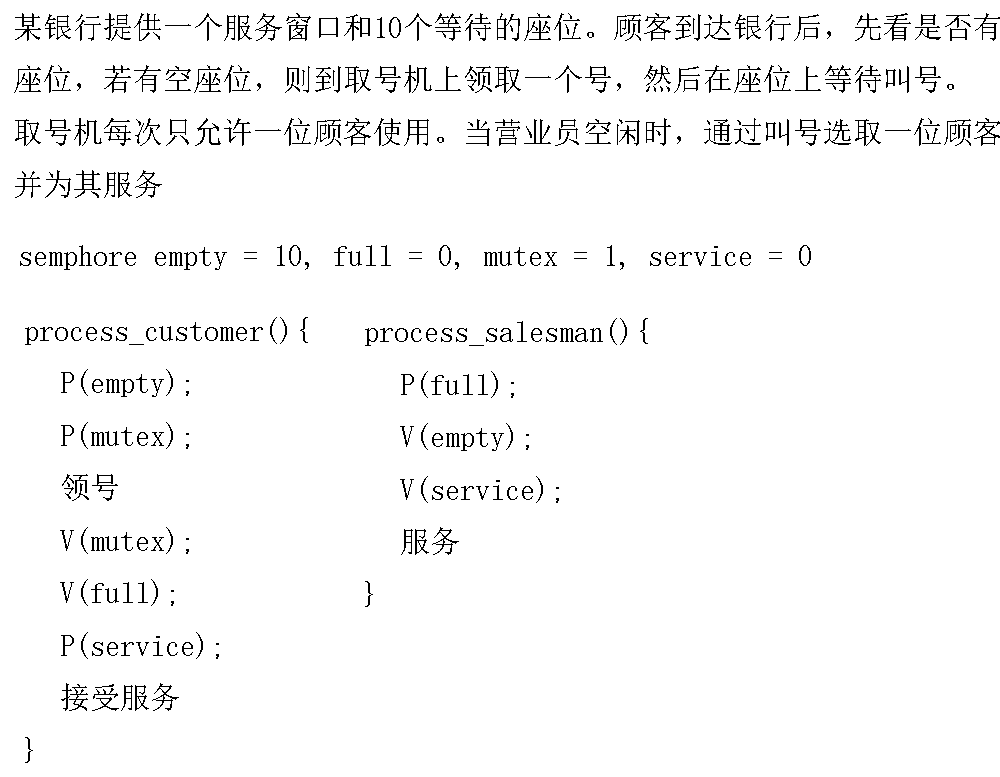 某银行提供一个服务窗口和10个等待的座位。顾客到达银行后，先看是否有
座位，若有空座位，则到取号机上领取一个号，然后在座位上等待叫号。
取号机每次只允许一位顾客使用。当营业员空闲时，通过叫号选取一位顾客
并为其服务
semphore empty = 10, full = 0, mutex = 1, service = 0
process_customer(){
P(empty);
P(mutex);
领号
V(mutex);
V(full);
P(service);
接受服务
}
process_salesman(){
P(full);
V(empty);
V(service);
服务
}